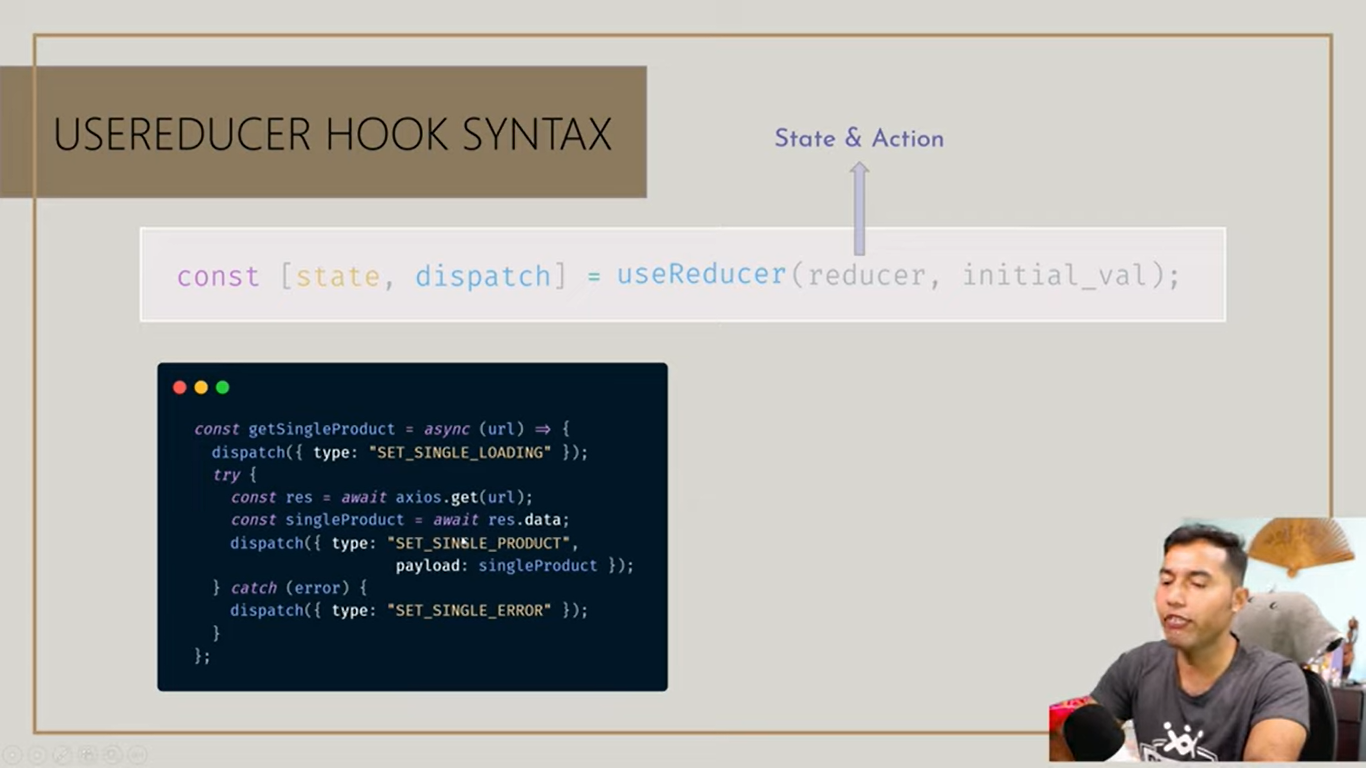 USEREDUCER HOOK SYNTAX
State & Action
const [state, dispatch] = useReducer(reducer, initial_val);
const getSingleProduct = async (url) => {
dispatch({ type: "SET_SINGLE_LOADING" });
try {
const res = await axios.get(url);
const singleProduct = await res.data;
dispatch({ type: "SET_SINGLE_PRODUCT",
payload: singleProduct });
} catch (error) {
dispatch({ type: "SET_SINGLE_ERROR" });
}
};